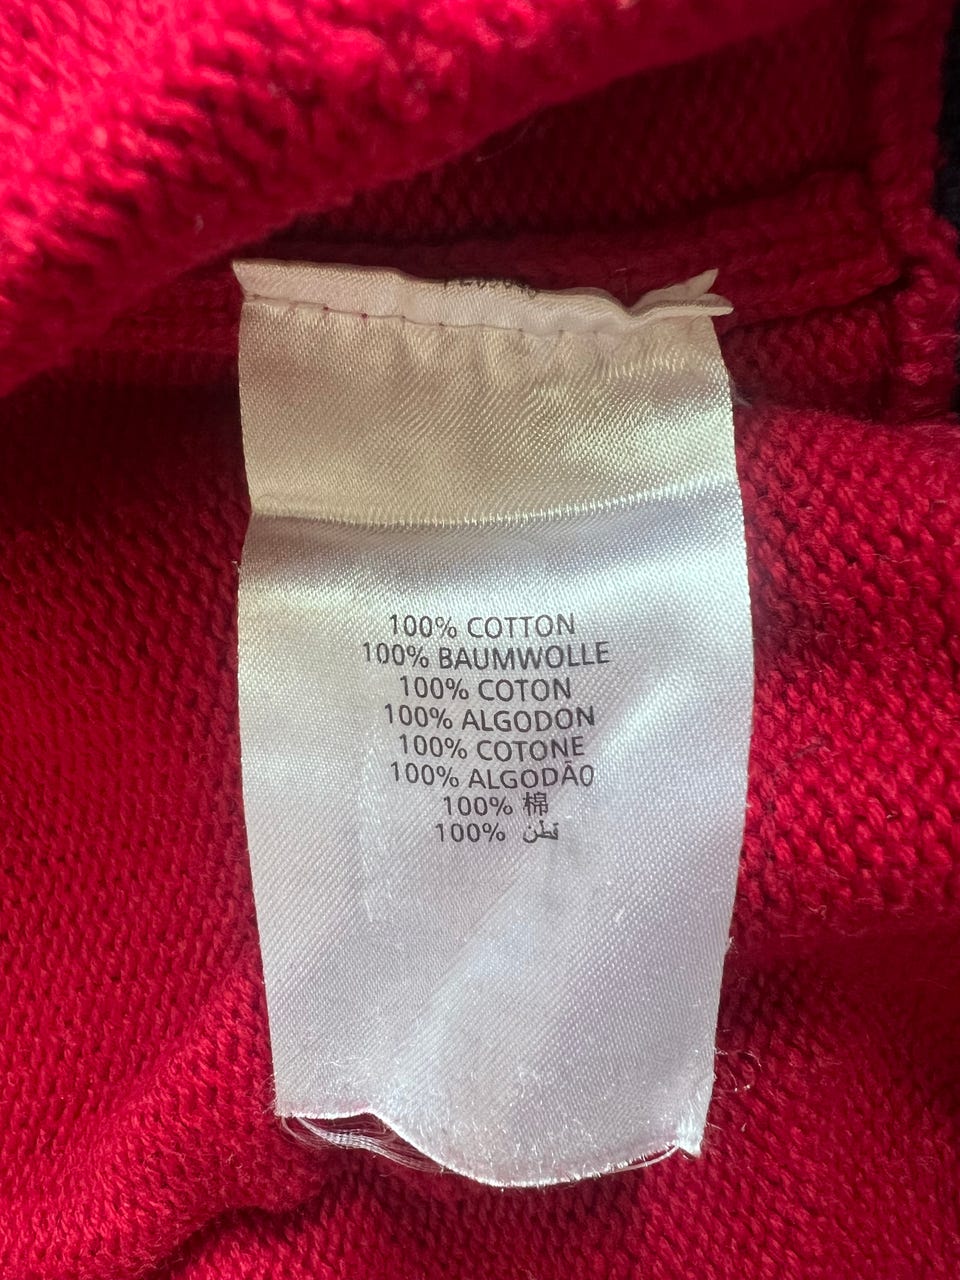 100% COTTON
100% BAUMWOLLE
100% COTON
100% ALGODON
100% COTONE
100% ALGODÃO
100% 棉
100% قطن